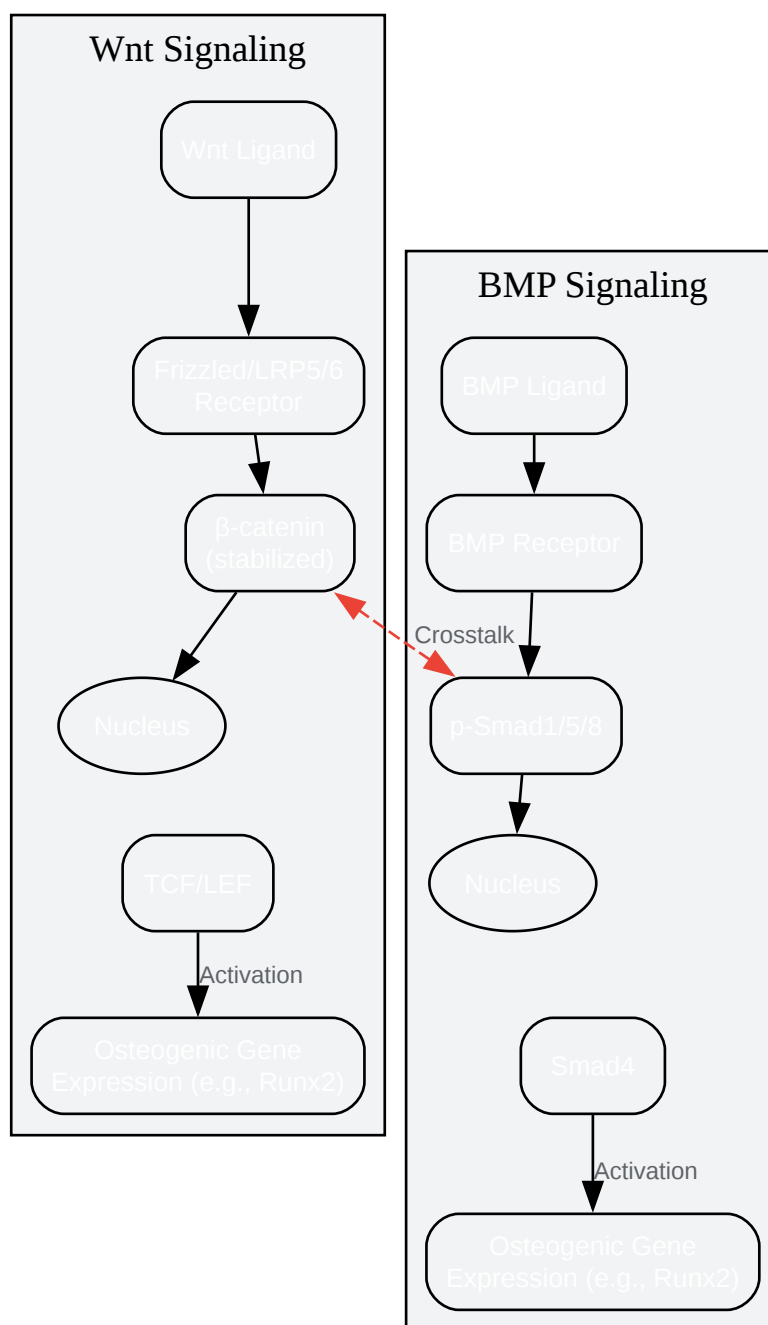 Wnt Signaling
Wnt Ligand
Frizzled/LRP5/6
Receptor
β-catenin
(stabilized)
Nucleus
TCF/LEF
Activation
Osteogenic Gene
Expression (e.g., Runx2)
Crosstalk
BMP Signaling
BMP Ligand
BMP Receptor
p-Smad1/5/8
Nucleus
Smad4
Activation
Osteogenic Gene
Expression (e.g., Runx2)